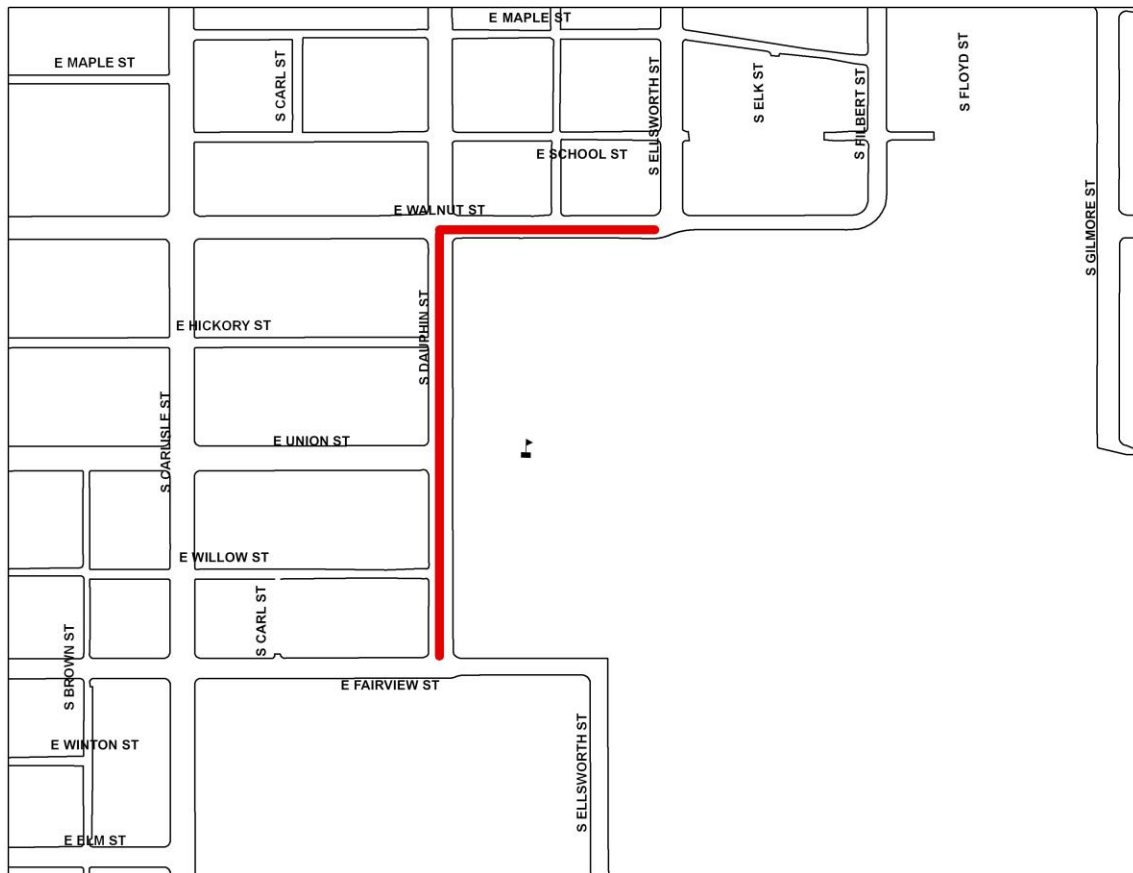 E MAPLE ST
E MAPLE ST
S CARL ST
S ELLSWORTH ST
S ELK ST
S FILBERT ST
S FLOYD ST
E SCHOOL ST
E WALNUT ST
S GILMORE ST
E HICKORY ST
S DAUPHIN ST
S CARLISLE ST
E UNION ST
E WILLOW ST
S CARL ST
S BROWN ST
E FAIRVIEW ST
E WINTON ST
S ELLSWORTH ST
E ELM ST